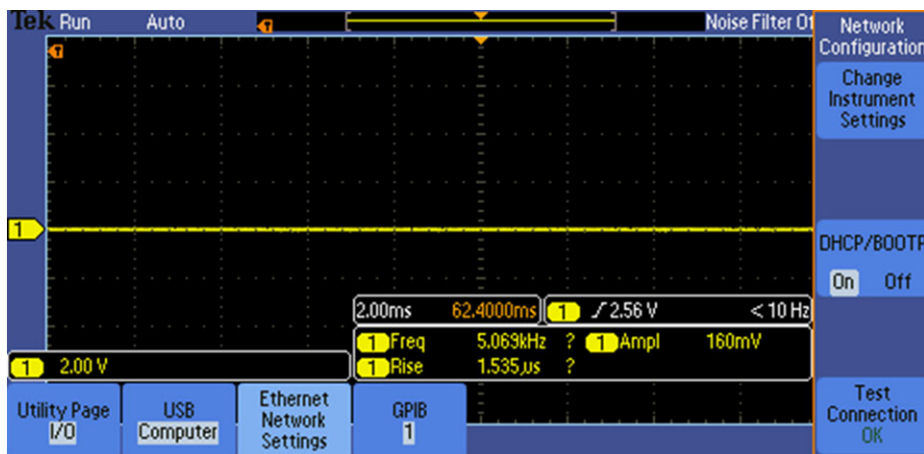 Tek Run Auto Noise Filter Of
Network
Configuration
Change
Instrument
Settings
DHCP/BOOTP
On Off
Test
Connection
OK
1
2.00ms 62.4000ms 1 2.56 V < 10 Hz
1 Freq 5.069kHz ? 1 Ampl 160mV
1 Rise 1.535µs ?
1 2.00 V
Utility Page
I/O
USB
Computer
Ethernet
Network
Settings
GPIB
1